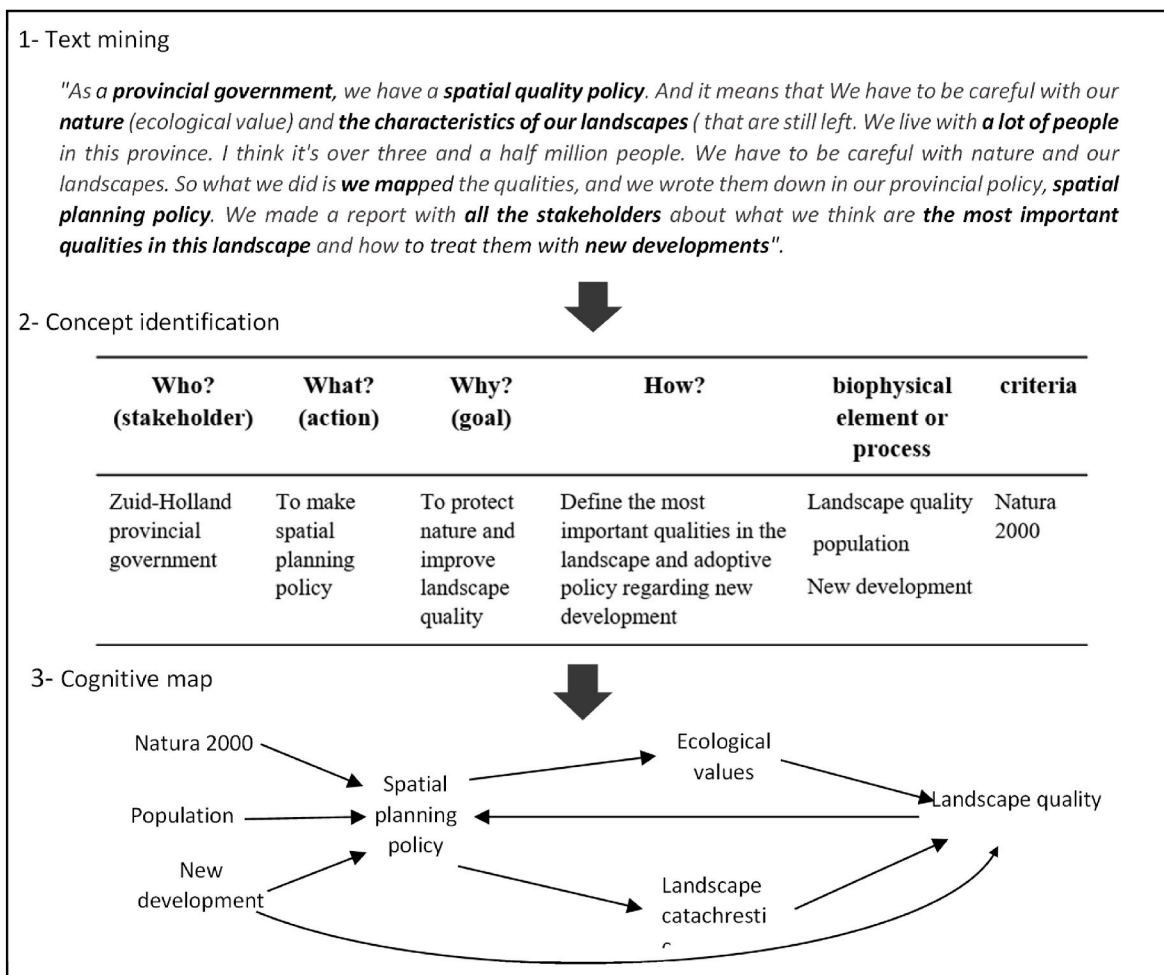 1- Text mining
"As a provincial government, we have a spatial quality policy. And it means that We have to be careful with our
nature (ecological value) and the characteristics of our landscapes ( that are still left. We live with a lot of people
in this province. I think it's over three and a half million people. We have to be careful with nature and our
landscapes. So what we did is we mapped the qualities, and we wrote them down in our provincial policy, spatial
planning policy. We made a report with all the stakeholders about what we think are the most important
qualities in this landscape and how to treat them with new developments".
2- Concept identification
Who?
(stakeholder)
What?
(action)
Why?
(goal)
How?
biophysical
element or
process
criteria
Zuid-Holland
provincial
government
To make
spatial
planning
policy
To protect
nature and
improve
landscape
quality
Define the most
important qualities in the
landscape and adoptive
policy regarding new
development
Landscape quality
population
New development
Natura
2000
3- Cognitive map
Natura 2000
Population
New
development
Spatial
planning
policy
Ecological
values
Landscape
catachresti
Landscape quality